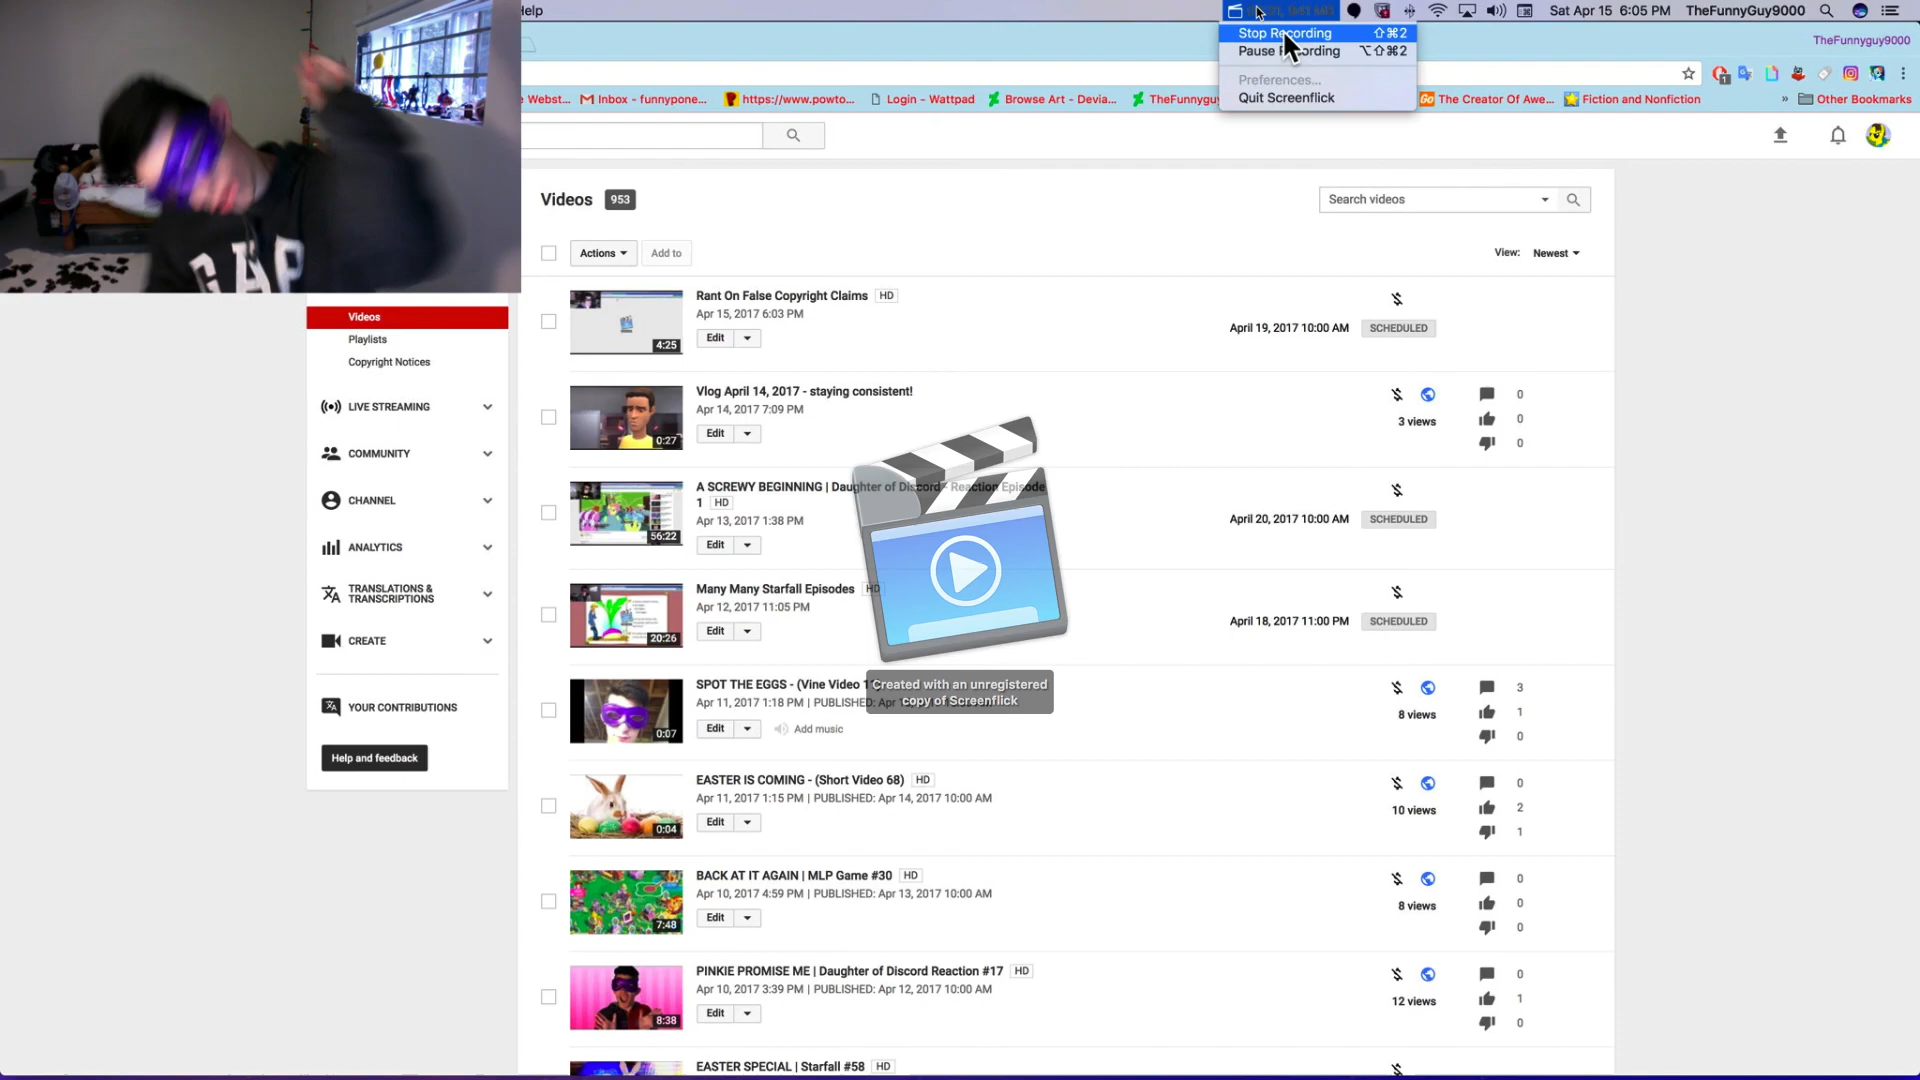 Help
Sat Apr 15 6:05 PM TheFunnyGuy9000
Stop Recording ⇧⌘2
Pause Recording ⌥⇧⌘2
Preferences...
Quit Screenflick
TheFunnyguy9000
Webst... Inbox - funnypone... https://www.powto... Login - Wattpad Browse Art - Devia... TheFunnygu The Creator Of Awe... Fiction and Nonfiction » Other Bookmarks
GAP
Videos 953
Search videos
Actions Add to
View: Newest
Rant On False Copyright Claims HD
Apr 15, 2017 6:03 PM
April 19, 2017 10:00 AM SCHEDULED
Edit
4:25
Videos
Playlists
Copyright Notices
LIVE STREAMING
COMMUNITY
CHANNEL
ANALYTICS
TRANSLATIONS &
TRANSCRIPTIONS
CREATE
YOUR CONTRIBUTIONS
Help and feedback
Vlog April 14, 2017 - staying consistent!
Apr 14, 2017 7:09 PM
Edit
0:27
3 views
0
0
0
A SCREWY BEGINNING | Daughter of Discord - Reaction Episode
1 HD
Apr 13, 2017 1:38 PM
April 20, 2017 10:00 AM SCHEDULED
Edit
56:22
Many Many Starfall Episodes HD
Apr 12, 2017 11:05 PM
April 18, 2017 11:00 PM SCHEDULED
Edit
20:26
Created with an unregistered
copy of Screenflick
SPOT THE EGGS - (Vine Video 1
Apr 11, 2017 1:18 PM | PUBLISHED:
Edit Add music
0:07
8 views
3
1
0
EASTER IS COMING - (Short Video 68) HD
Apr 11, 2017 1:15 PM | PUBLISHED: Apr 14, 2017 10:00 AM
Edit
0:04
10 views
0
2
1
BACK AT IT AGAIN | MLP Game #30 HD
Apr 10, 2017 4:59 PM | PUBLISHED: Apr 13, 2017 10:00 AM
Edit
7:48
8 views
0
0
0
PINKIE PROMISE ME | Daughter of Discord Reaction #17 HD
Apr 10, 2017 3:39 PM | PUBLISHED: Apr 12, 2017 10:00 AM
Edit
8:38
12 views
0
1
0
EASTER SPECIAL | Starfall #58 HD